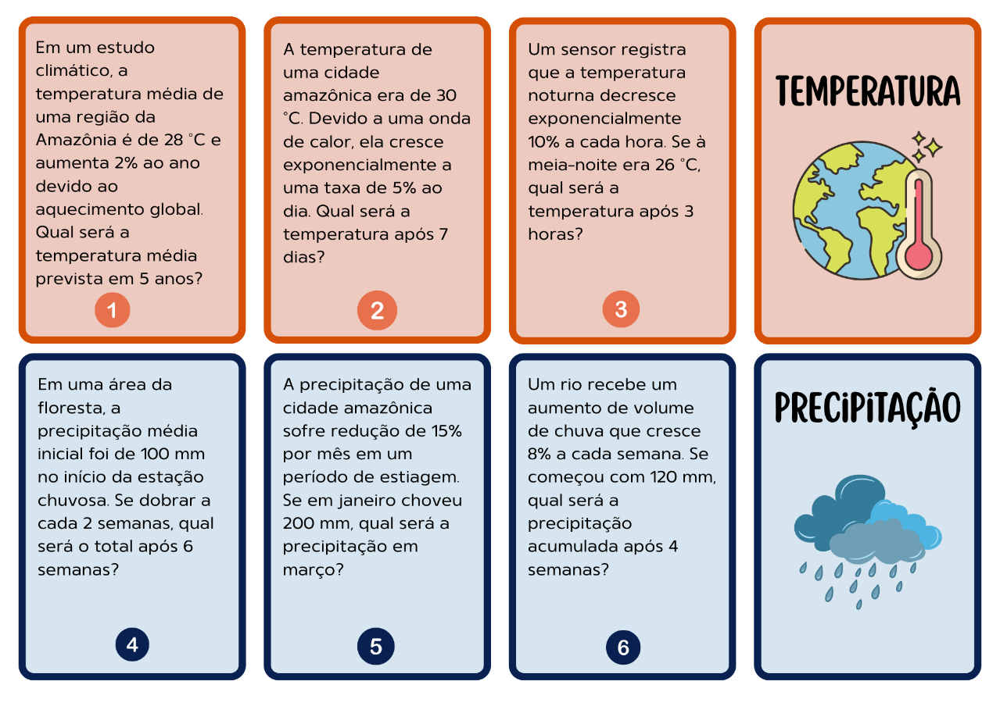 Em um estudo
climático, a
temperatura média de
uma região da
Amazônia é de 28 °C e
aumenta 2% ao ano
devido ao
aquecimento global.
Qual será a
temperatura média
prevista em 5 anos?
1
A temperatura de
uma cidade
amazônica era de 30
°C. Devido a uma onda
de calor, ela cresce
exponencialmente a
uma taxa de 5% ao
dia. Qual será a
temperatura após 7
dias?
2
Um sensor registra
que a temperatura
noturna decresce
exponencialmente
10% a cada hora. Se à
meia-noite era 26 °C,
qual será a
temperatura após 3
horas?
3
TEMPERATURA
Em uma área da
floresta, a
precipitação média
inicial foi de 100 mm
no início da estação
chuvosa. Se dobrar a
cada 2 semanas, qual
será o total após 6
semanas?
4
A precipitação de uma
cidade amazônica
sofre redução de 15%
por mês em um
período de estiagem.
Se em janeiro choveu
200 mm, qual será a
precipitação em
março?
5
Um rio recebe um
aumento de volume
de chuva que cresce
8% a cada semana. Se
começou com 120 mm,
qual será a
precipitação
acumulada após 4
semanas?
6
PRECiPiTAÇÃO